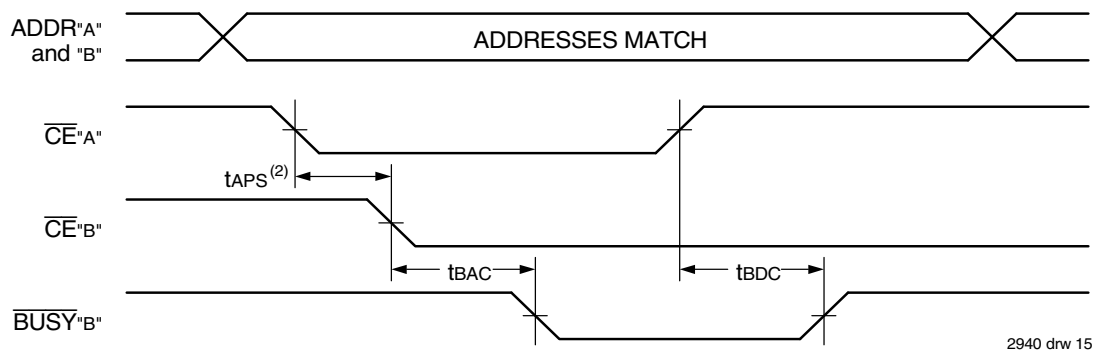 ADDR"A"
and "B"
ADDRESSES MATCH
CE"A"
tAPS(2)
CE"B"
tBAC
tBDC
BUSY"B"
2940 drw 15